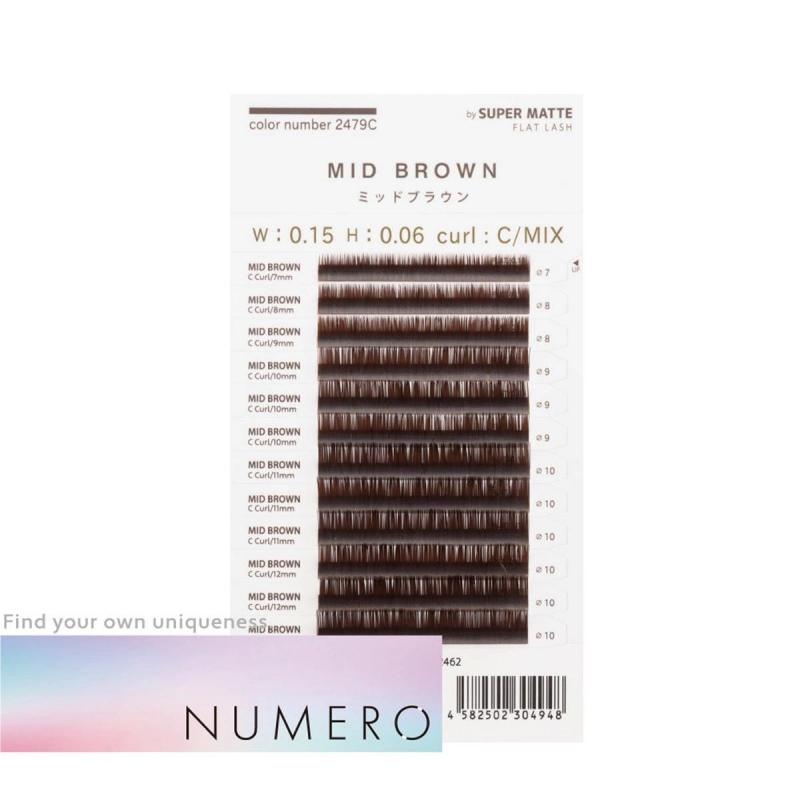 color number 2479C
by SUPER MATTE
FLAT LASH
MID BROWN
ミッドブラウン
W : 0.15 H : 0.06 curl : C/MIX
MID BROWN
C Curl/7mm
⌀ 7
UP
MID BROWN
C Curl/8mm
⌀ 8
MID BROWN
C Curl/9mm
⌀ 8
MID BROWN
C Curl/10mm
⌀ 9
MID BROWN
C Curl/10mm
⌀ 9
MID BROWN
C Curl/10mm
⌀ 9
MID BROWN
C Curl/11mm
⌀ 10
MID BROWN
C Curl/11mm
⌀ 10
MID BROWN
C Curl/11mm
⌀ 10
MID BROWN
C Curl/12mm
⌀ 10
MID BROWN
C Curl/12mm
⌀ 10
MID BROWN
⌀ 10
Find your own uniqueness
NUMERO
2462
4 582502 304948